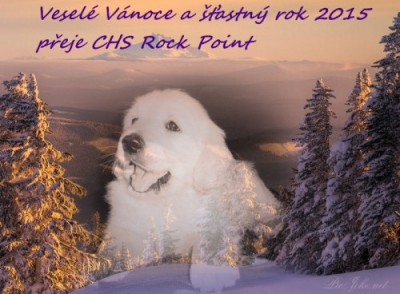 Veselé Vánoce a šťastný rok 2015
přeje CHS Rock Point